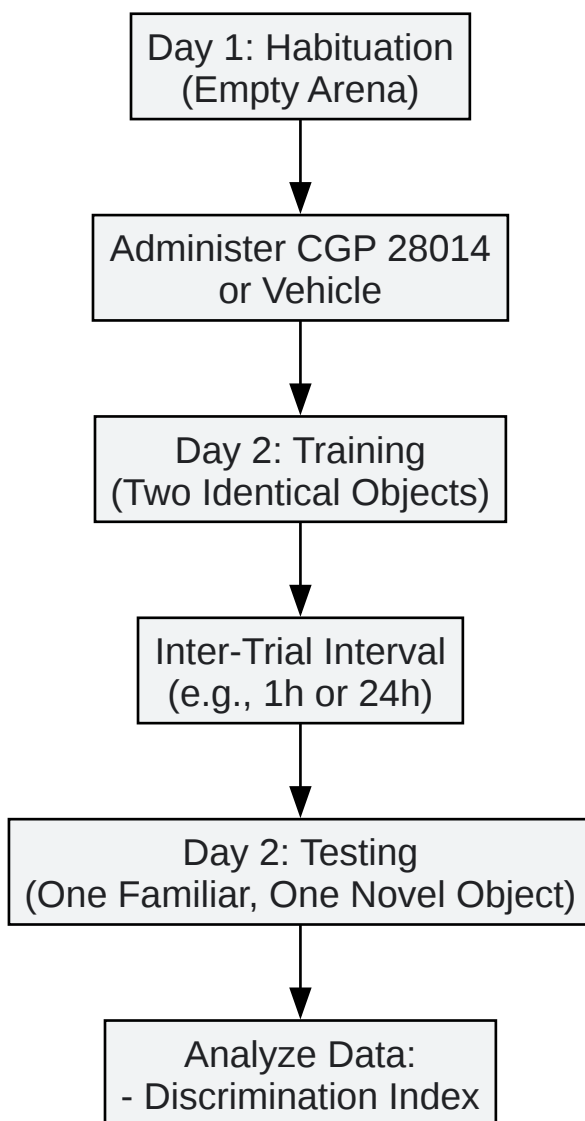 Day 1: Habituation
(Empty Arena)
Administer CGP 28014
or Vehicle
Day 2: Training
(Two Identical Objects)
Inter-Trial Interval
(e.g., 1h or 24h)
Day 2: Testing
(One Familiar, One Novel Object)
Analyze Data:
- Discrimination Index